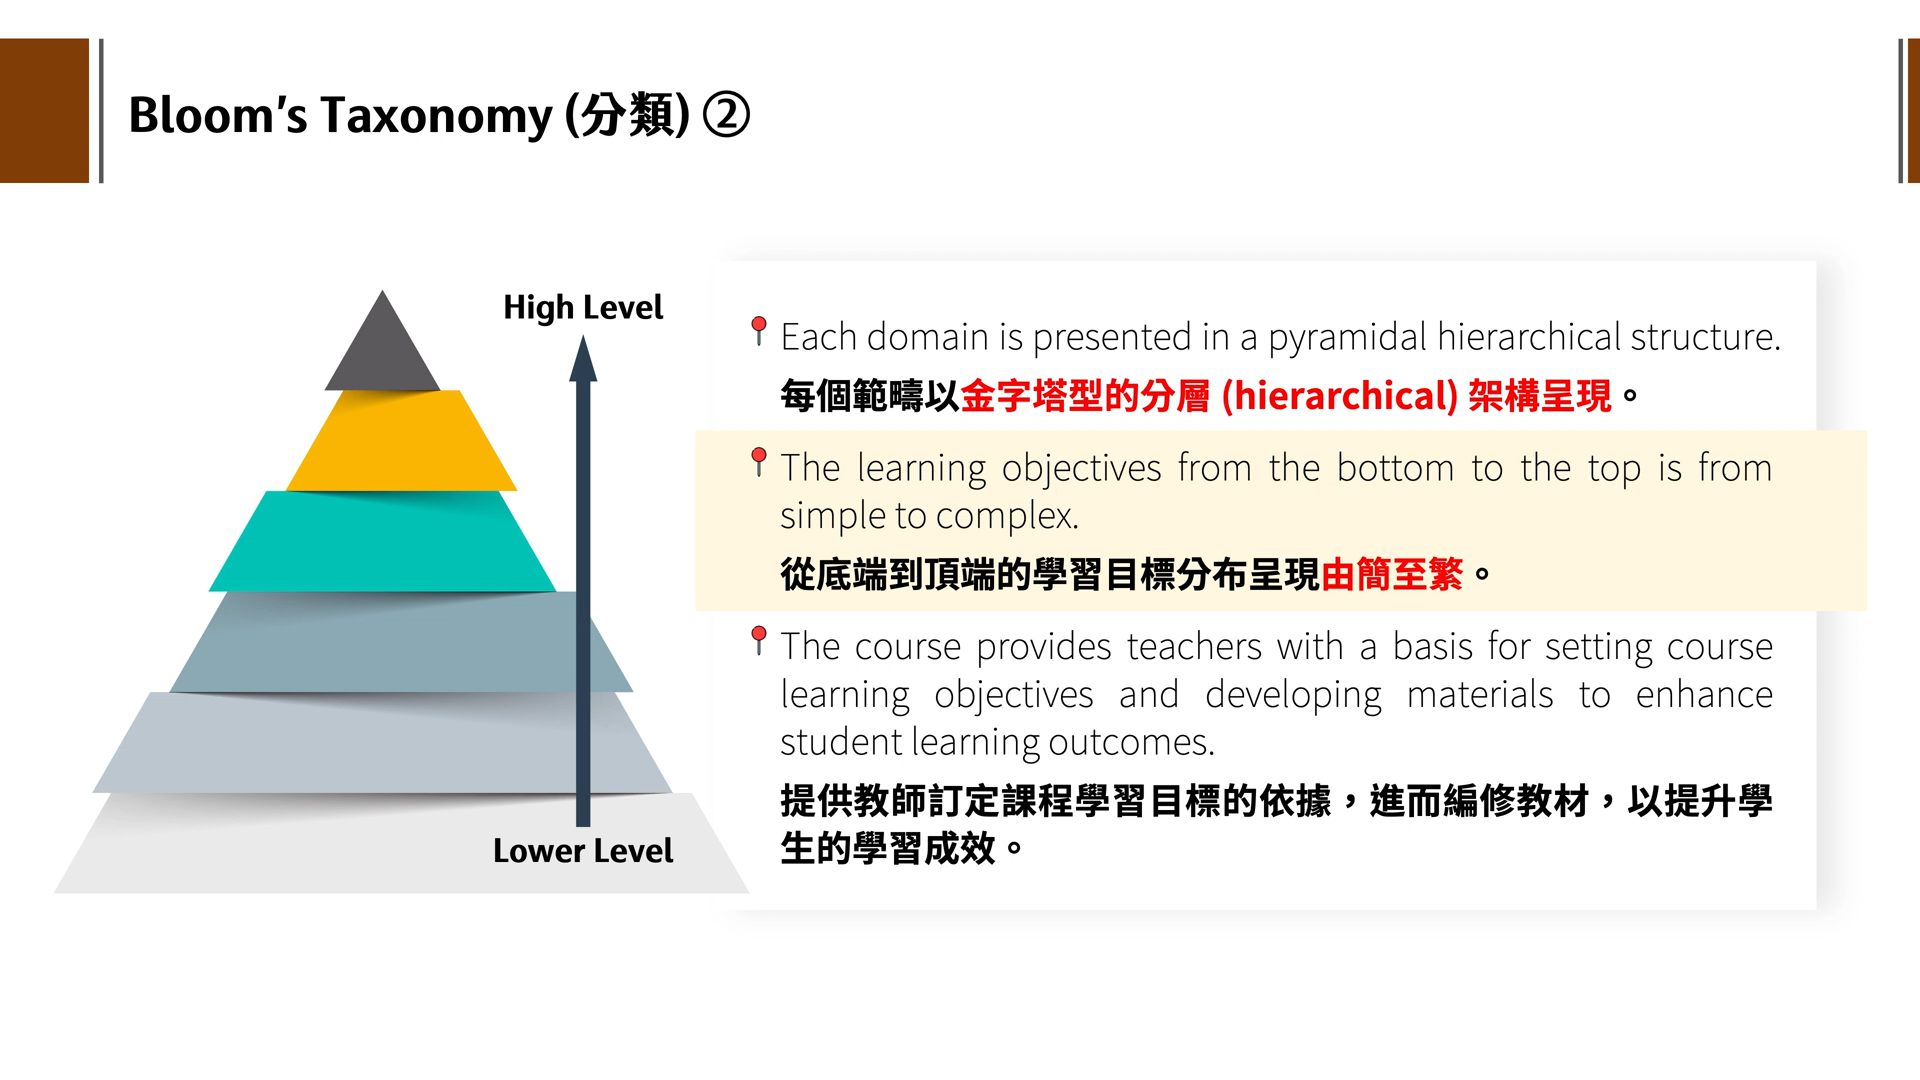 Bloom’s Taxonomy (分類) ②
High Level
Lower Level
Each domain is presented in a pyramidal hierarchical structure.
每個範疇以金字塔型的分層 (hierarchical) 架構呈現。
The learning objectives from the bottom to the top is from
simple to complex.
從底端到頂端的學習目標分布呈現由簡至繁。
The course provides teachers with a basis for setting course
learning objectives and developing materials to enhance
student learning outcomes.
提供教師訂定課程學習目標的依據，進而編修教材，以提升學
生的學習成效。